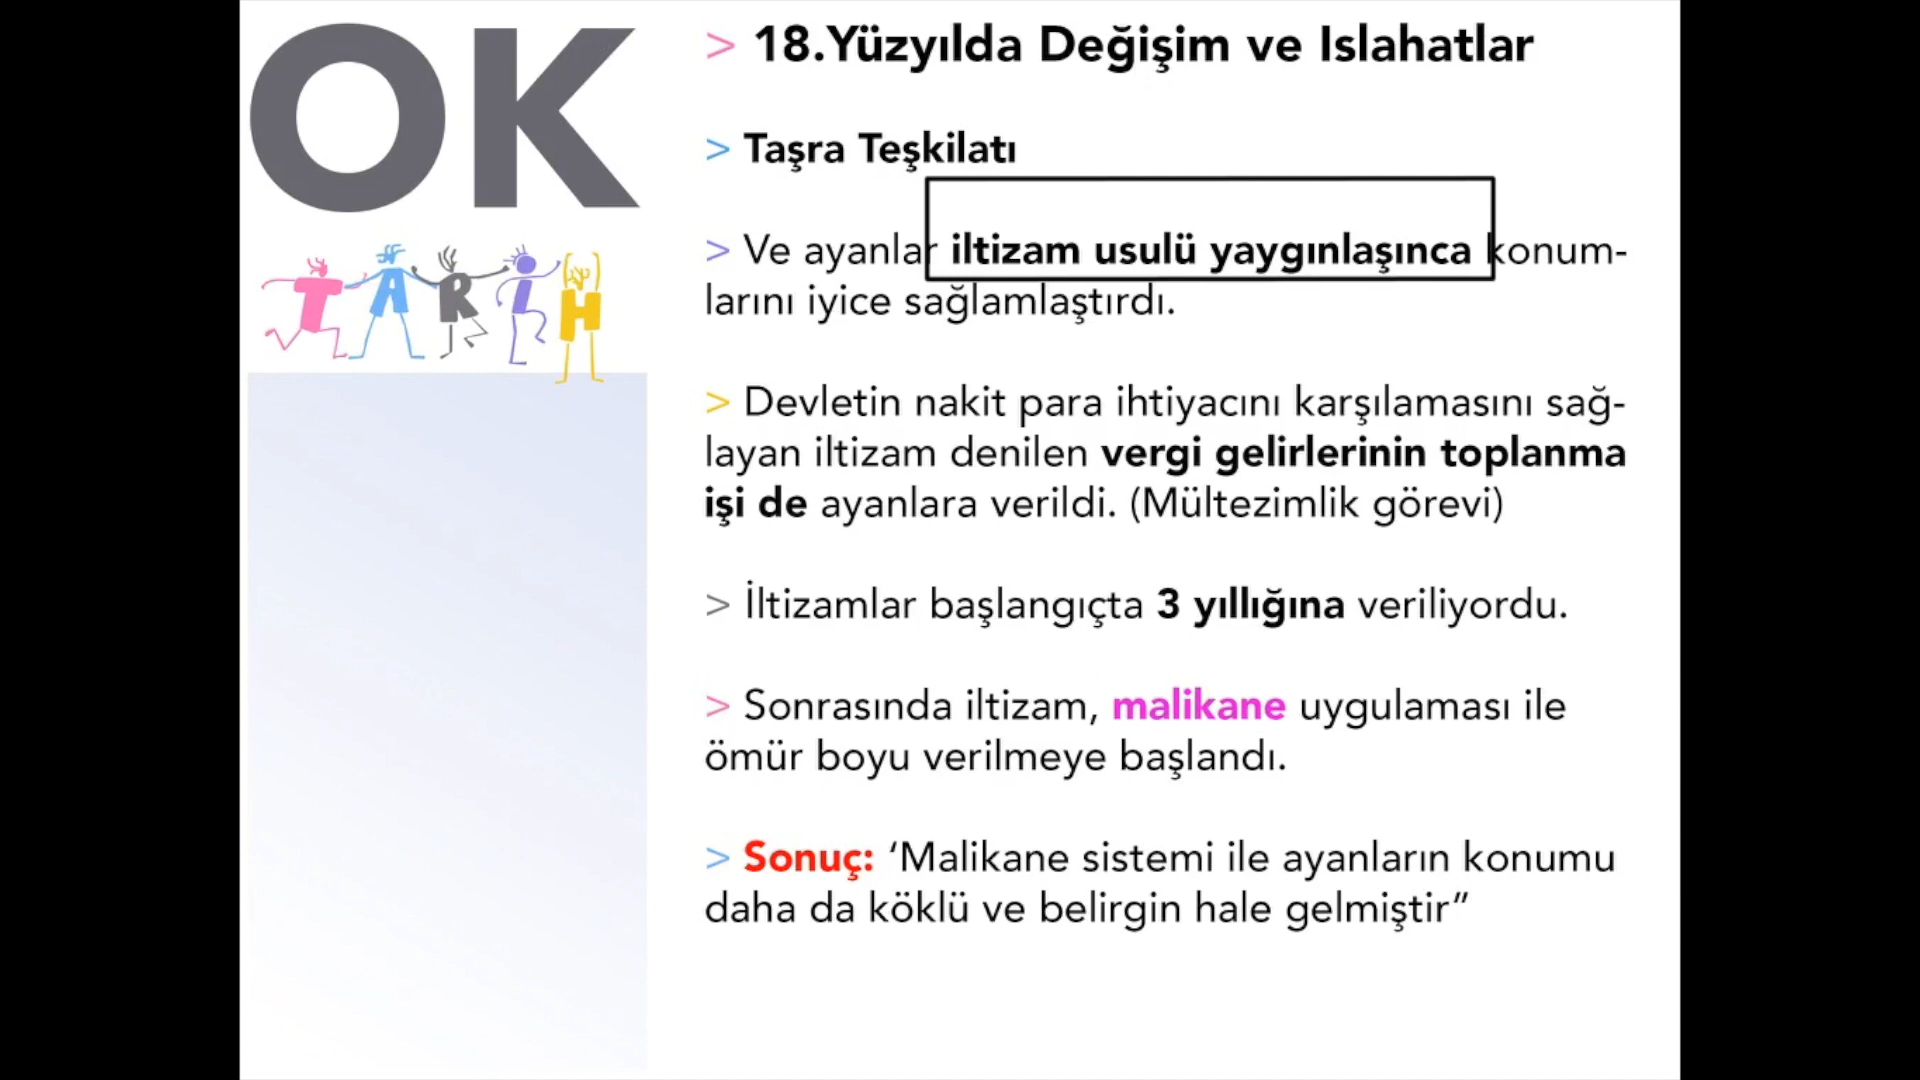 OK
TARİH
> 18.Yüzyılda Değişim ve Islahatlar
> Taşra Teşkilatı
> Ve ayanlar iltizam usulü yaygınlaşınca konum-
larını iyice sağlamlaştırdı.
> Devletin nakit para ihtiyacını karşılamasını sağ-
layan iltizam denilen vergi gelirlerinin toplanma
işi de ayanlara verildi. (Mültezimlik görevi)
> İltizamlar başlangıçta 3 yıllığına veriliyordu.
> Sonrasında iltizam, malikane uygulaması ile
ömür boyu verilmeye başlandı.
> Sonuç: ‘Malikane sistemi ile ayanların konumu
daha da köklü ve belirgin hale gelmiştir”